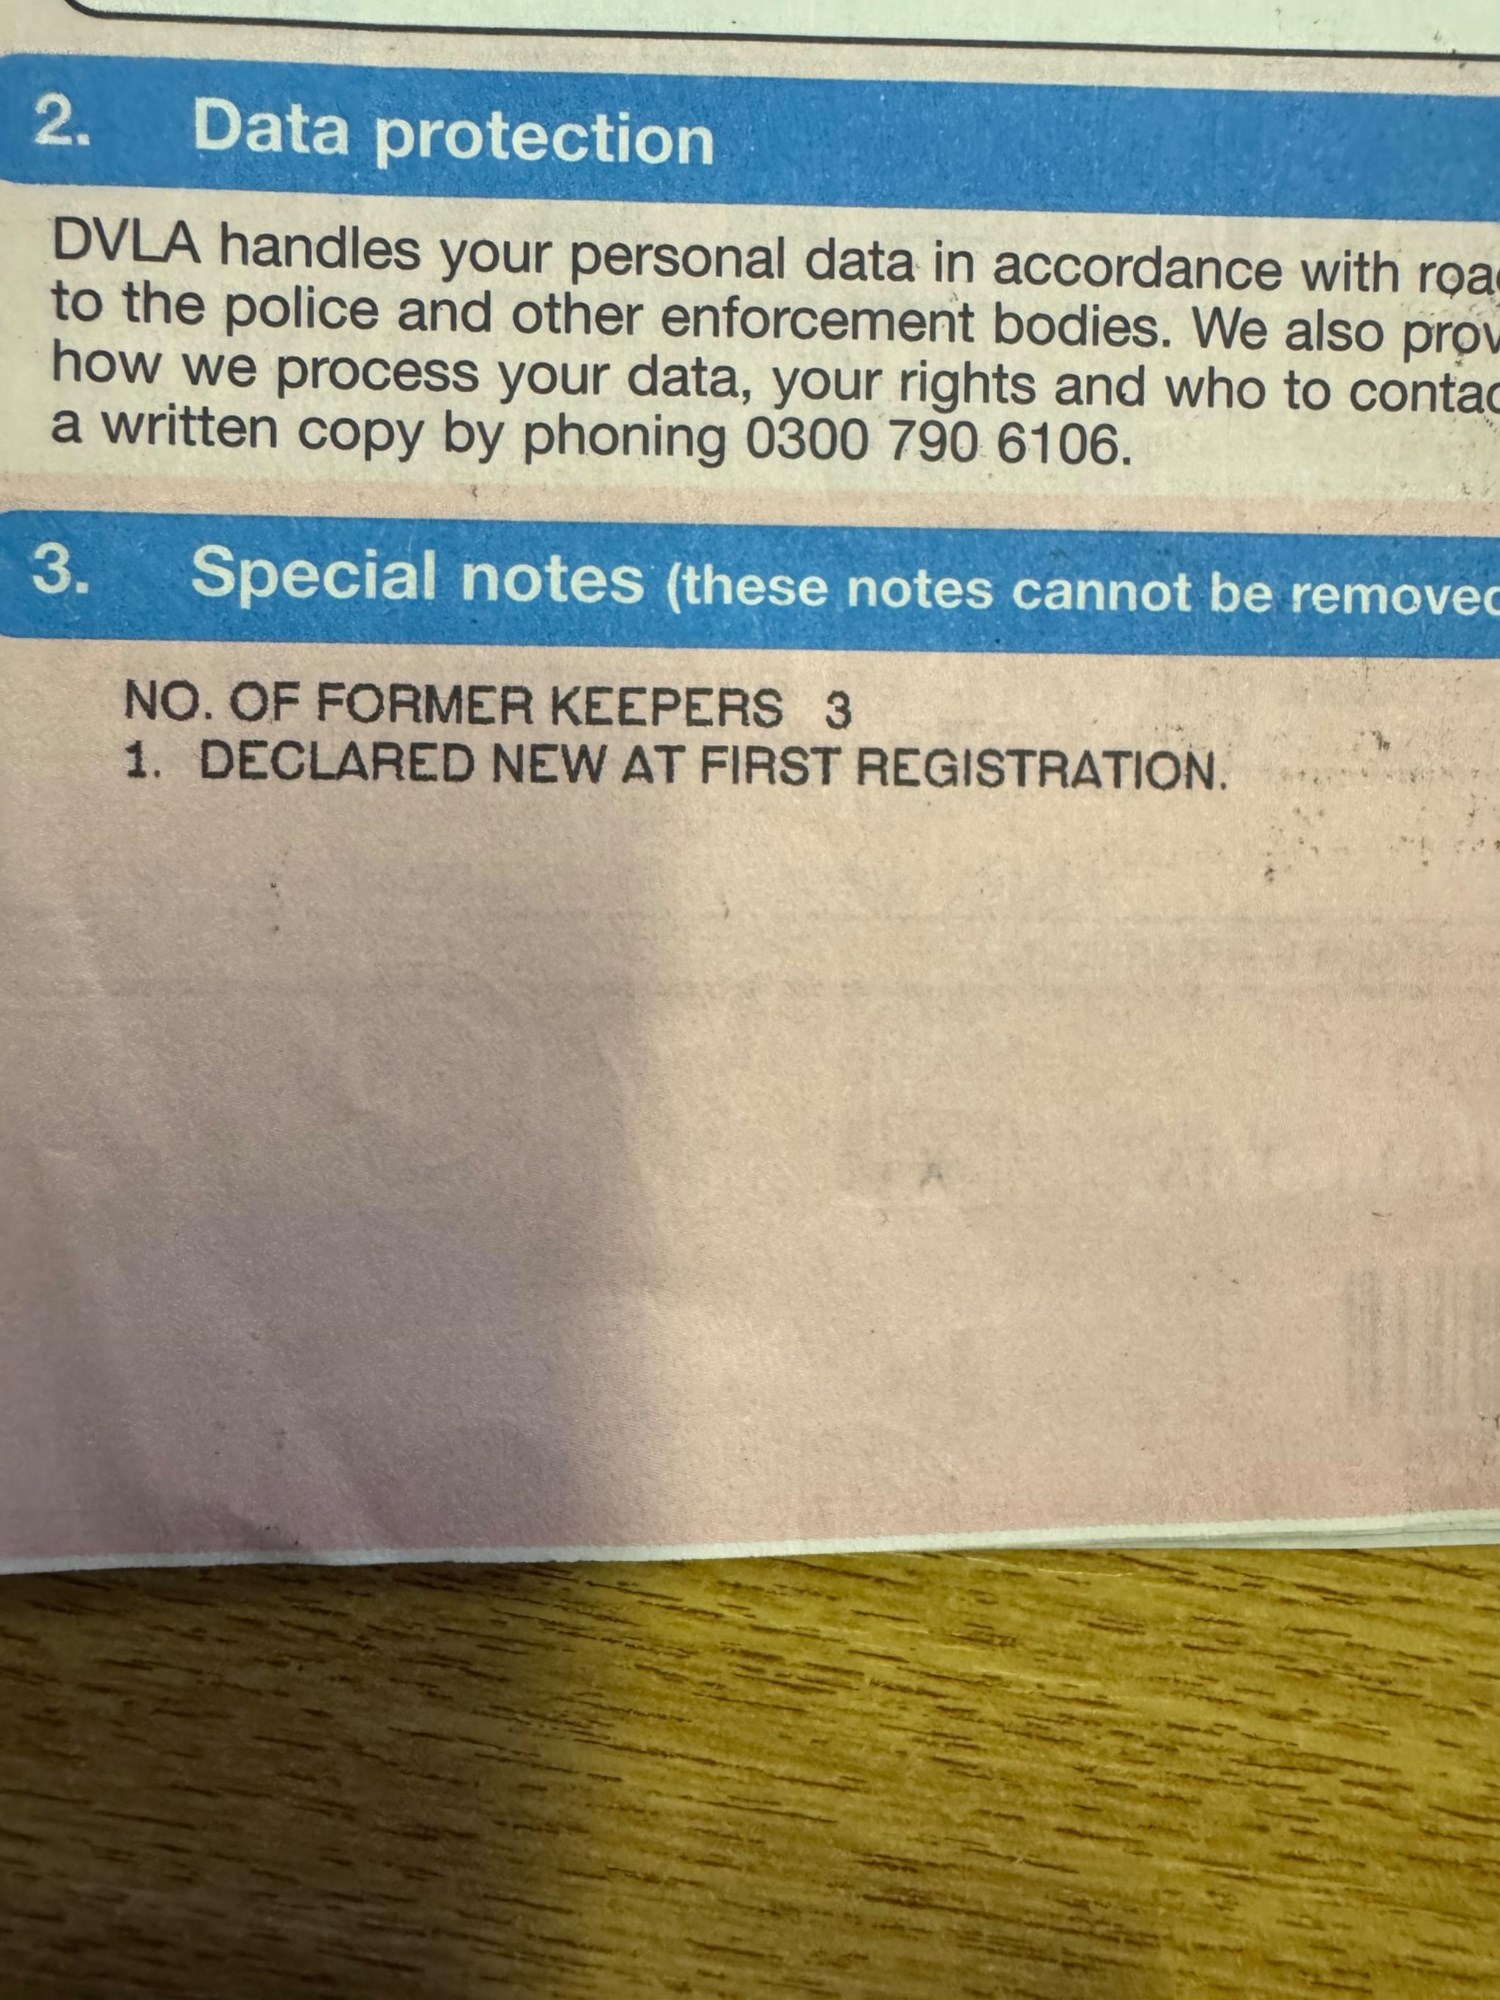 2. Data protection
DVLA handles your personal data in accordance with
to the police and other enforcement bodies. We also
how we process your data, your rights and who to
a written copy by phoning 0300 790 6106.
3. Special notes (these notes cannot be
NO. OF FORMER KEEPERS 3
1. DECLARED NEW AT FIRST REGISTRATION.